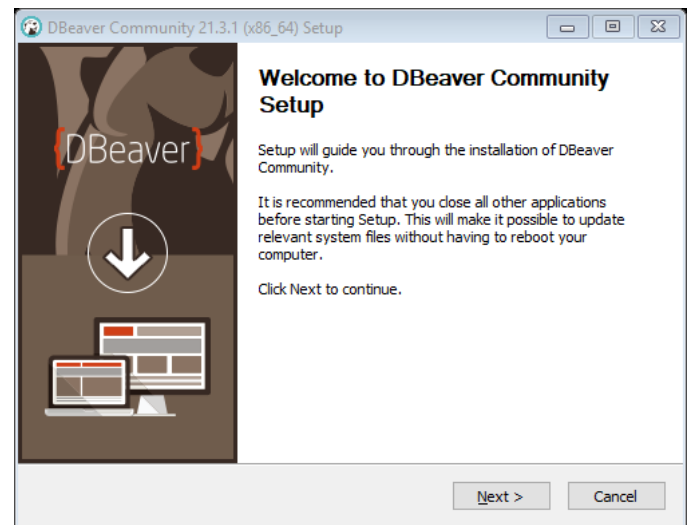 DBeaver Community 21.3.1 (x86_64) Setup
Welcome to DBeaver Community
Setup
{DBeaver}
Setup will guide you through the installation of DBeaver
Community.
It is recommended that you close all other applications
before starting Setup. This will make it possible to update
relevant system files without having to reboot your
computer.
Click Next to continue.
Next >
Cancel